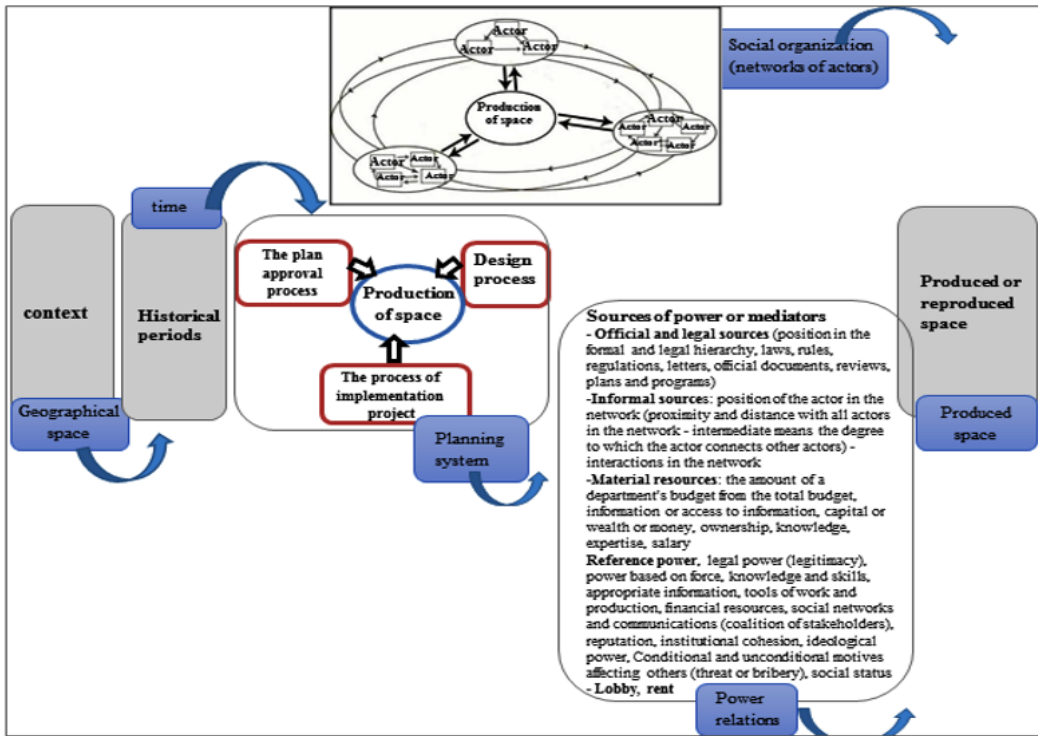 Actor
Actor
Actor
Production
of space
Actor
Actor
Actor
Actor
Actor
Actor
Actor
Actor
Actor
Social organization
(networks of actors)
time
context
Historical
periods
Geographical
space
The plan
approval
process
Design
process
Production
of space
The process of
implementation
project
Planning
system
Sources of power or mediators
- Official and legal sources (position in the
formal and legal hierarchy, laws, rules,
regulations, letters, official documents, reviews,
plans and programs)
-Informal sources: position of the actor in the
network (proximity and distance with all actors
in the network - intermediate means the degree
to which the actor connects other actors) -
interactions in the network
-Material resources: the amount of a
department's budget from the total budget,
information or access to information, capital or
wealth or money, ownership, knowledge,
expertise, salary
Reference power, legal power (legitimacy),
power based on force, knowledge and skills,
appropriate information, tools of work and
production, financial resources, social networks
and communications (coalition of stakeholders),
reputation, institutional cohesion, ideological
power, Conditional and unconditional motives
affecting others (threat or bribery), social status
- Lobby, rent
Power
relations
Produced or
reproduced
space
Produced
space